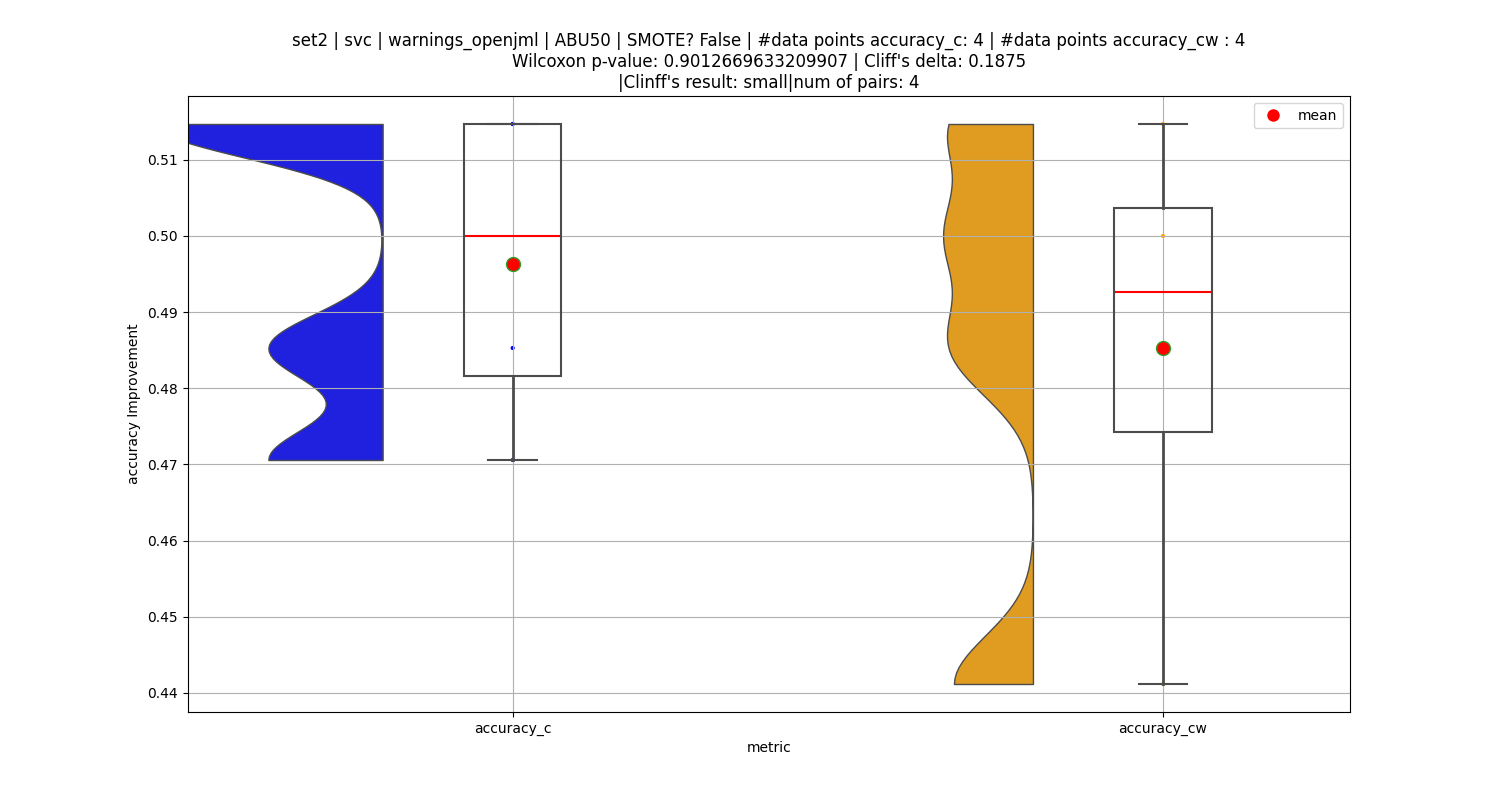 set2 | svc | warnings_openjml | ABU50 | SMOTE? False | #data points accuracy_c: 4 | #data points accuracy_cw : 4
Wilcoxon p-value: 0.9012669633209907 | Cliff's delta: 0.1875
|Clinff's result: small|num of pairs: 4
mean
0.51
0.50
0.49
0.48
0.47
0.46
0.45
0.44
accuracy Improvement
accuracy_c
accuracy_cw
metric